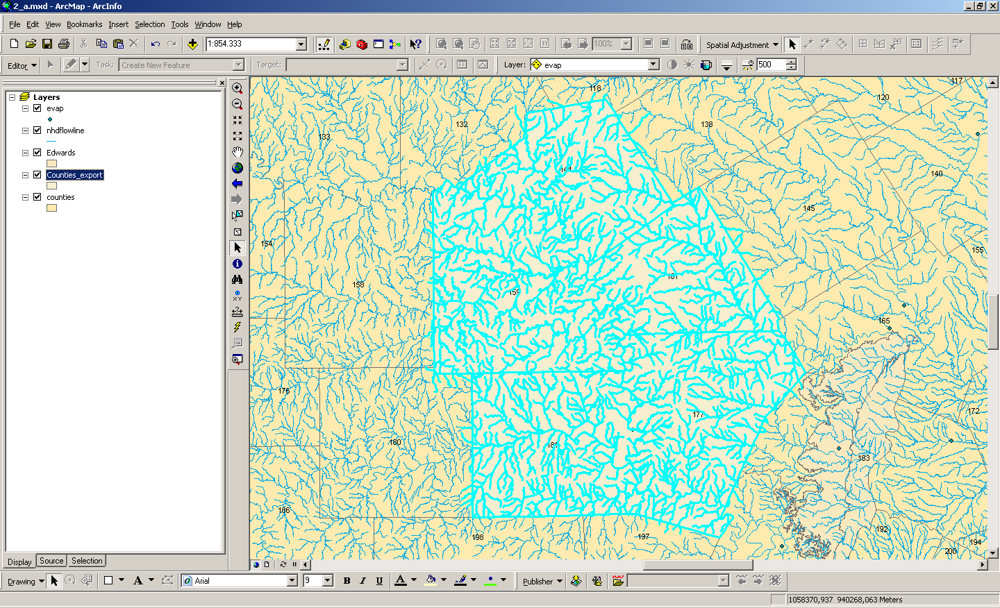 2_a.mxd - ArcMap - ArcInfo
File Edit View Bookmarks Insert Selection Tools Window Help
1:854.333 100% Spatial Adjustment
Editor Task: Create New Feature Target: Layer: evap 500
Layers
evap
nhdflowline
Edwards
Counties_export
counties
117
118
120
132
138
133
140
144
145
154
155
161
158
159
165
176
172
177
180
181
183
186
192
198
197
194
200
XY
Display Source Selection
Drawing A Arial 9 B I U A Publisher
1058370,937 940268,063 Meters